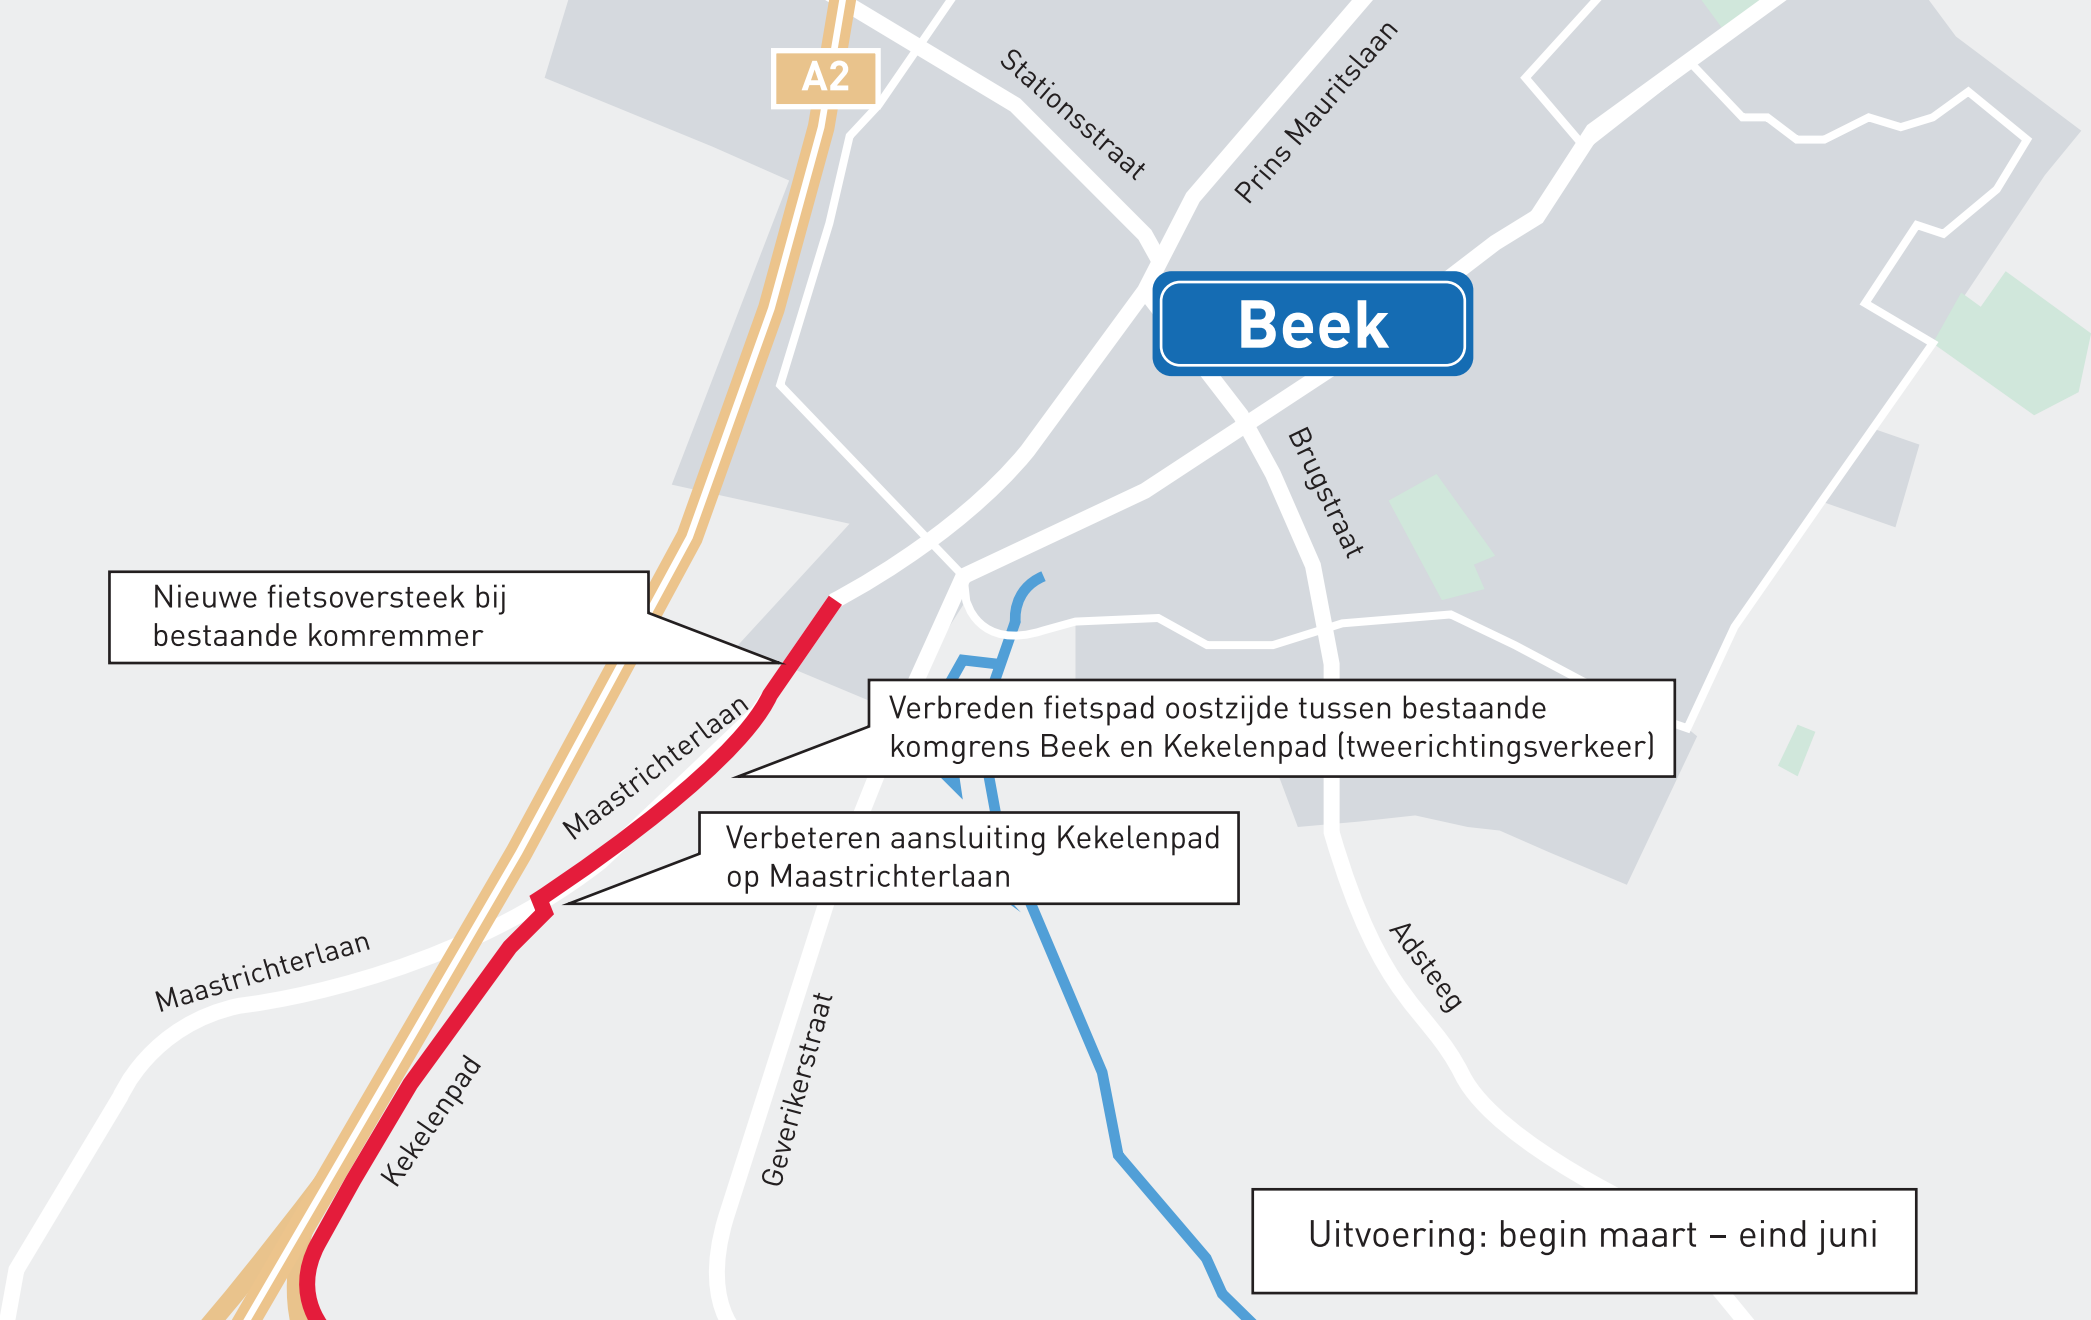 A2
Stationsstraat
Prins Mauritslaan
Beek
Brugstraat
Nieuwe fietsoversteek bij
bestaande komremmer
Maastrichterlaan
Verbreden fietspad oostzijde tussen bestaande
komgrens Beek en Kekelenpad (tweerichtingsverkeer)
Verbeteren aansluiting Kekelenpad
op Maastrichterlaan
Maastrichterlaan
Adsteeg
Geverikerstraat
Kekelenpad
Uitvoering: begin maart – eind juni